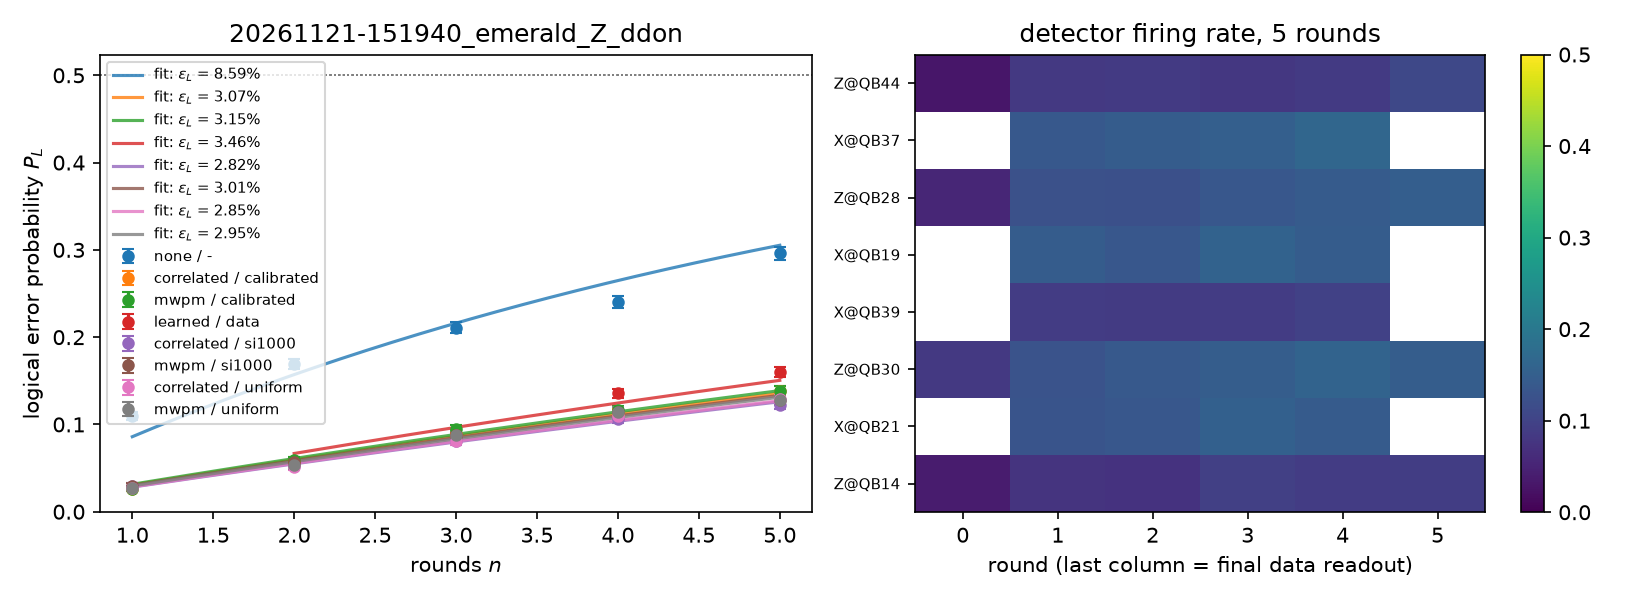 20261121-151940_emerald_Z_ddon
logical error probability P_L
0.5
0.4
0.3
0.2
0.1
0.0
fit: ε_L = 8.59%
fit: ε_L = 3.07%
fit: ε_L = 3.15%
fit: ε_L = 3.46%
fit: ε_L = 2.82%
fit: ε_L = 3.01%
fit: ε_L = 2.85%
fit: ε_L = 2.95%
none / -
correlated / calibrated
mwpm / calibrated
learned / data
correlated / si1000
mwpm / si1000
correlated / uniform
mwpm / uniform
1.0 1.5 2.0 2.5 3.0 3.5 4.0 4.5 5.0
rounds n
detector firing rate, 5 rounds
Z@QB44
X@QB37
Z@QB28
X@QB19
X@QB39
Z@QB30
X@QB21
Z@QB14
0 1 2 3 4 5
round (last column = final data readout)
0.5
0.4
0.3
0.2
0.1
0.0